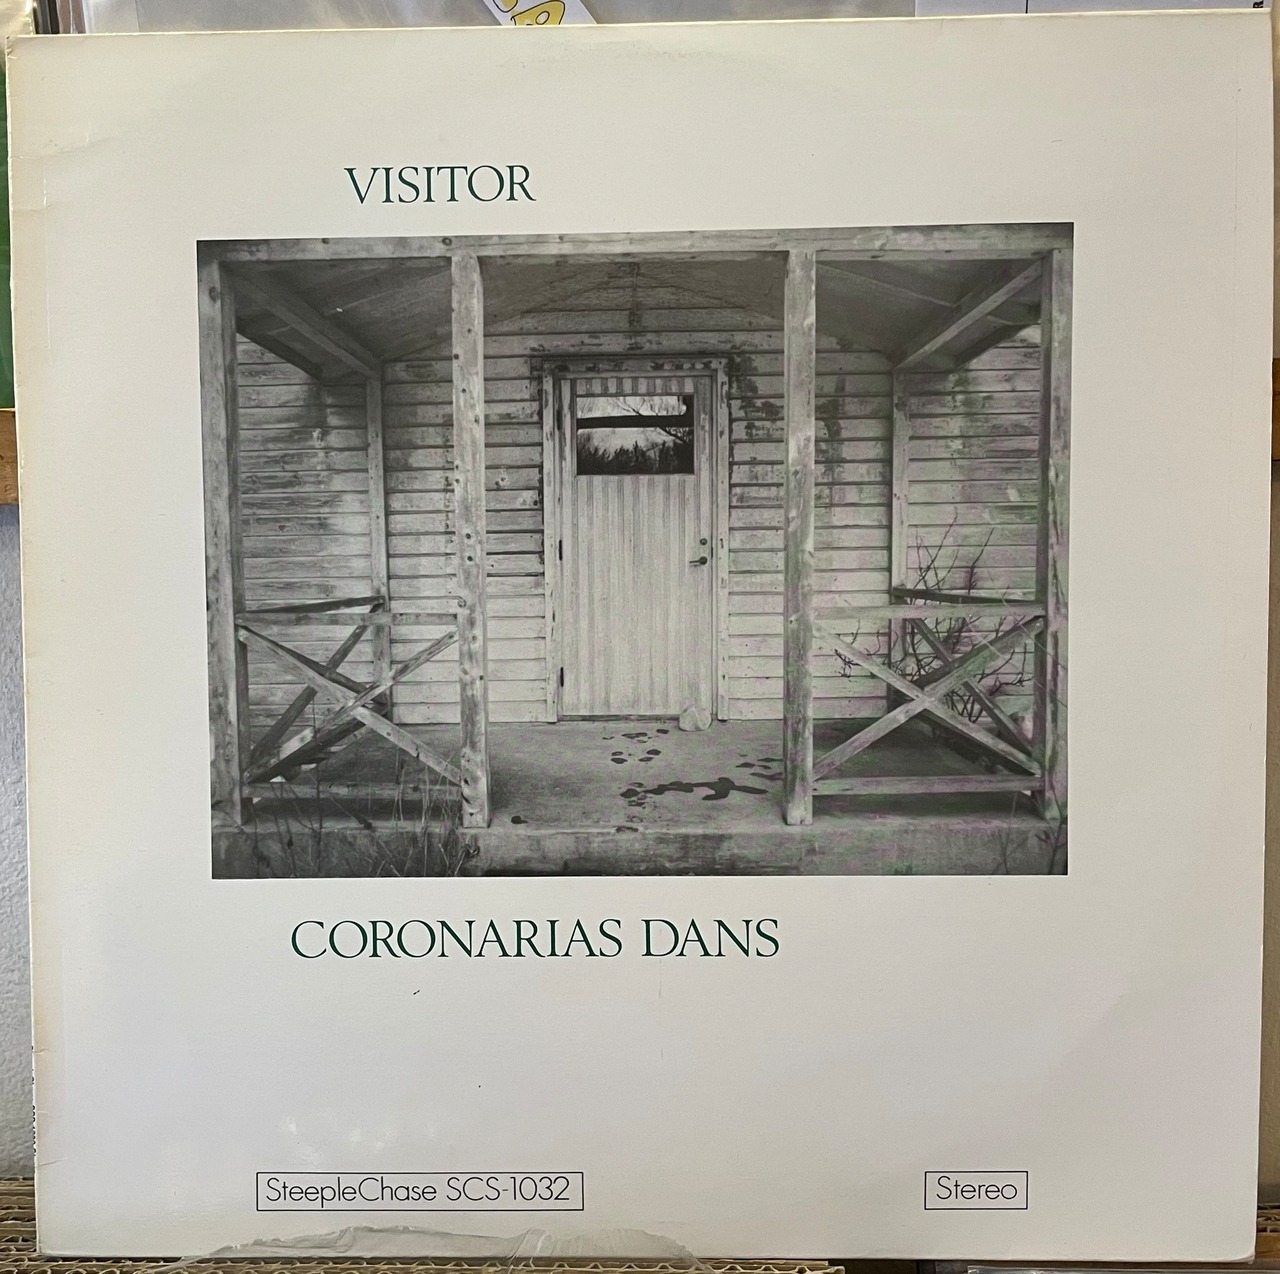 VISITOR
CORONARIAS DANS
SteepleChase SCS-1032
Stereo